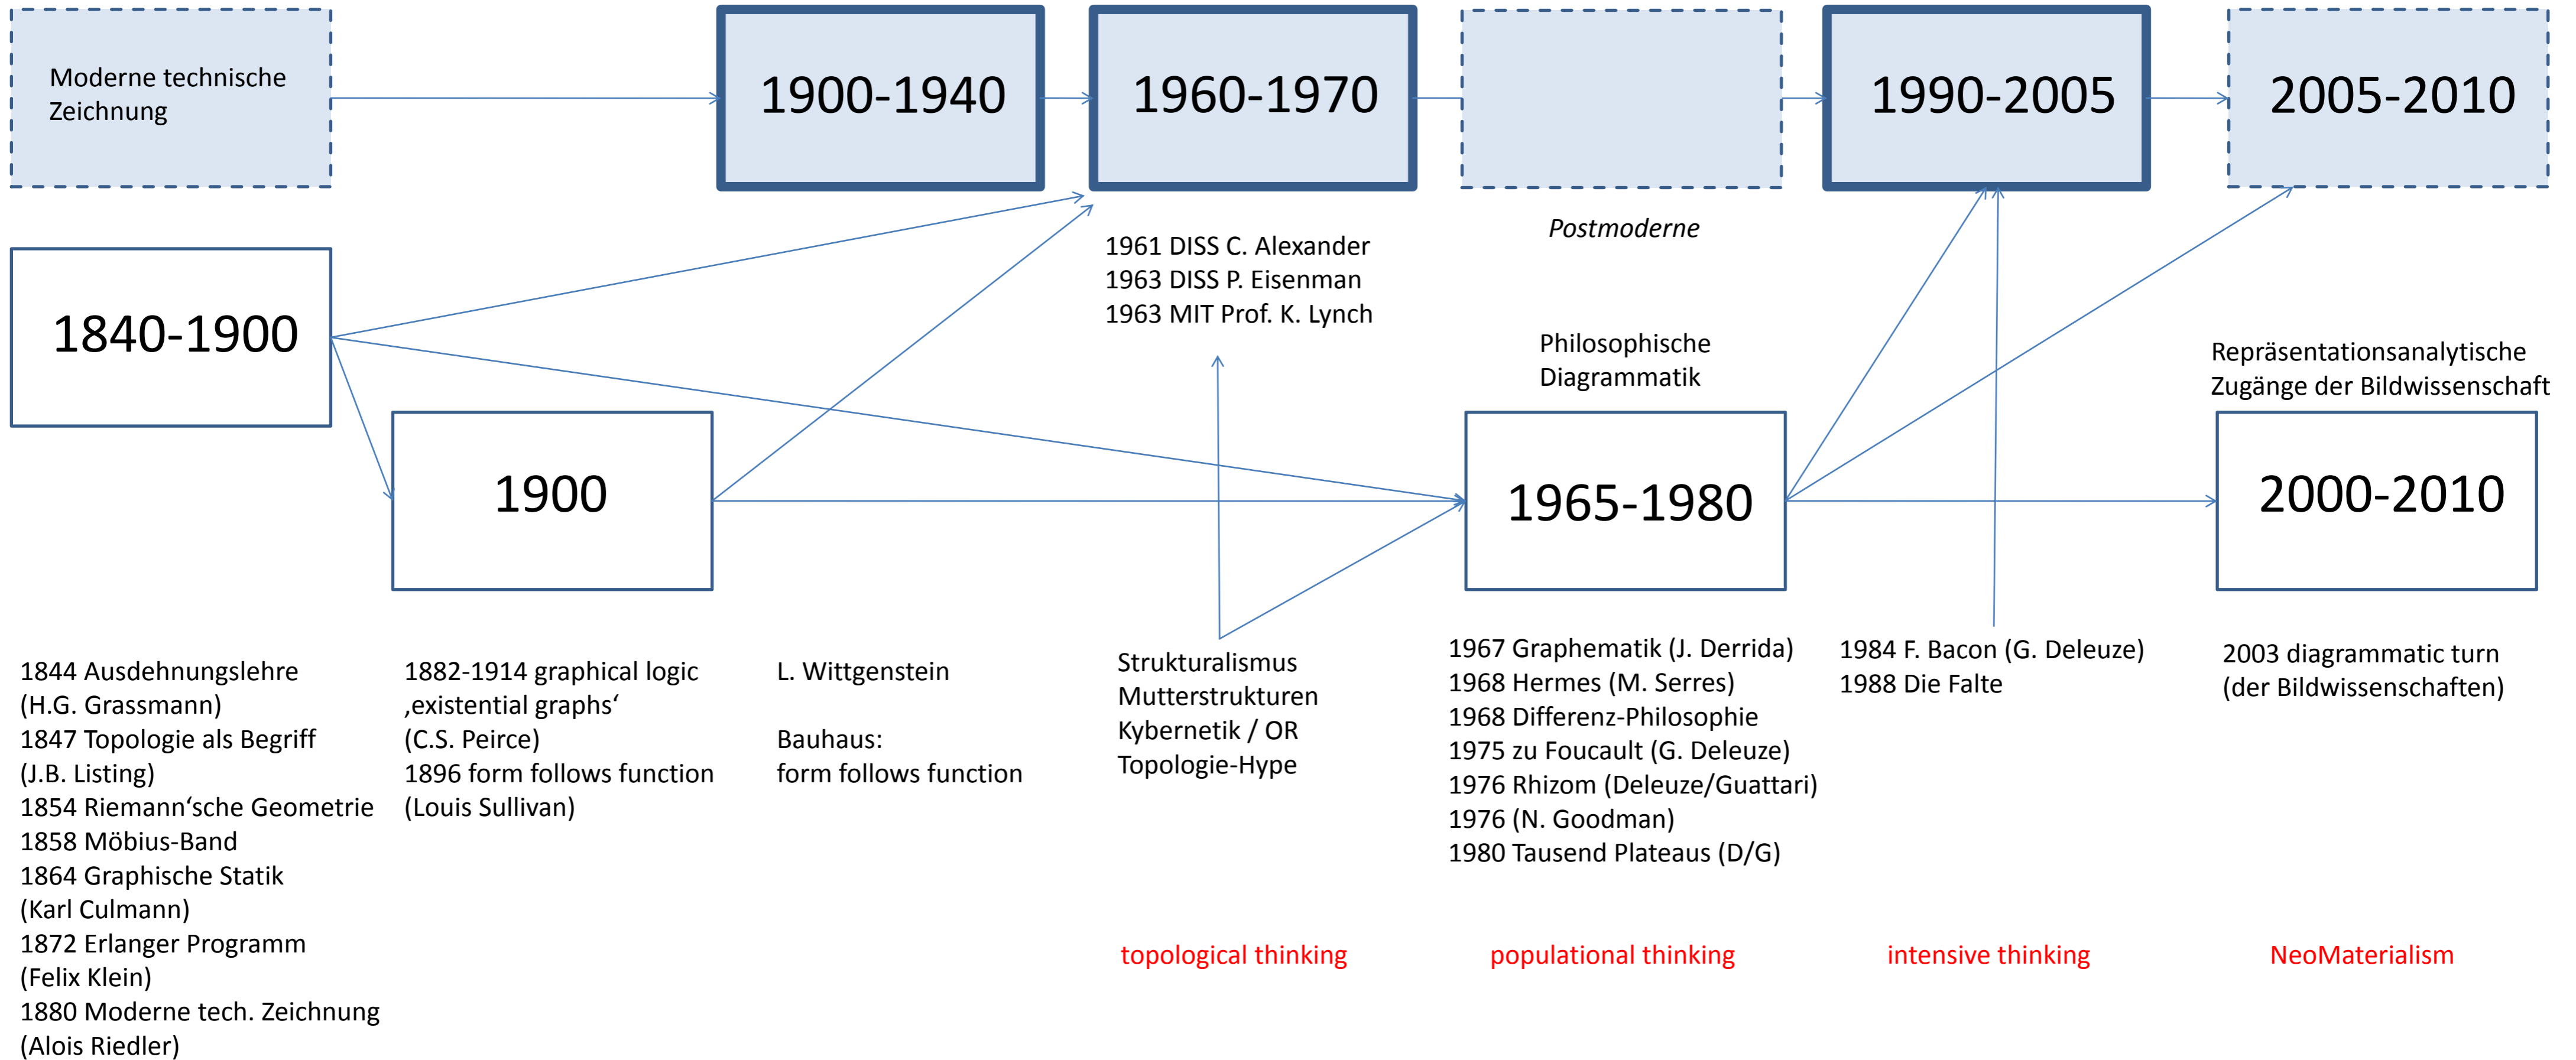 Moderne technische
Zeichnung
1900-1940
1960-1970
1990-2005
2005-2010
Postmoderne
1961 DISS C. Alexander
1963 DISS P. Eisenman
1963 MIT Prof. K. Lynch
1840-1900
Philosophische
Diagrammatik
Repräsentationsanalytische
Zugänge der Bildwissenschaft
1900
1965-1980
2000-2010
1844 Ausdehnungslehre
(H.G. Grassmann)
1847 Topologie als Begriff
(J.B. Listing)
1854 Riemann‘sche Geometrie
1858 Möbius-Band
1864 Graphische Statik
(Karl Culmann)
1872 Erlanger Programm
(Felix Klein)
1880 Moderne tech. Zeichnung
(Alois Riedler)
1882-1914 graphical logic
‚existential graphs‘
(C.S. Peirce)
1896 form follows function
(Louis Sullivan)
L. Wittgenstein
Bauhaus:
form follows function
Strukturalismus
Mutterstrukturen
Kybernetik / OR
Topologie-Hype
1967 Graphematik (J. Derrida)
1968 Hermes (M. Serres)
1968 Differenz-Philosophie
1975 zu Foucault (G. Deleuze)
1976 Rhizom (Deleuze/Guattari)
1976 (N. Goodman)
1980 Tausend Plateaus (D/G)
1984 F. Bacon (G. Deleuze)
1988 Die Falte
2003 diagrammatic turn
(der Bildwissenschaften)
topological thinking
populational thinking
intensive thinking
NeoMaterialism